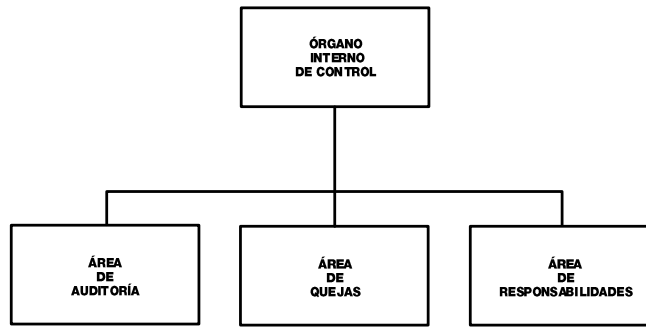 ÓRGANO
INTERNO
DE CONTROL
ÁREA
DE
AUDITORÍA
ÁREA
DE
QUEJAS
ÁREA
DE
RESPONSABILIDADES